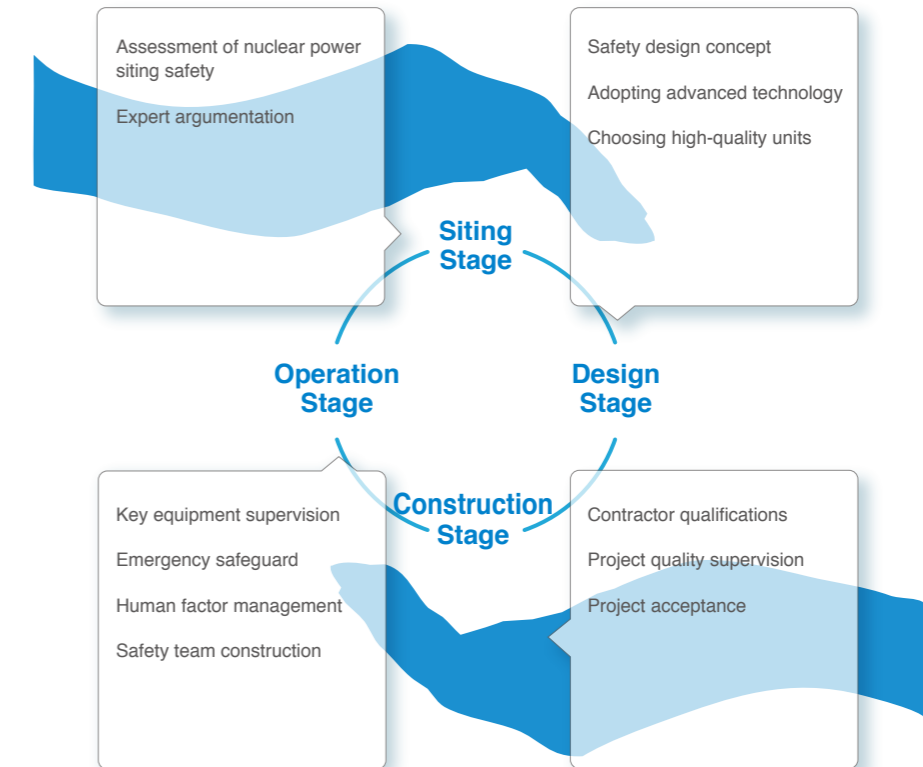 Assessment of nuclear power
siting safety
Expert argumentation
Safety design concept
Adopting advanced technology
Choosing high-quality units
Siting
Stage
Operation
Stage
Design
Stage
Construction
Stage
Key equipment supervision
Emergency safeguard
Human factor management
Safety team construction
Contractor qualifications
Project quality supervision
Project acceptance